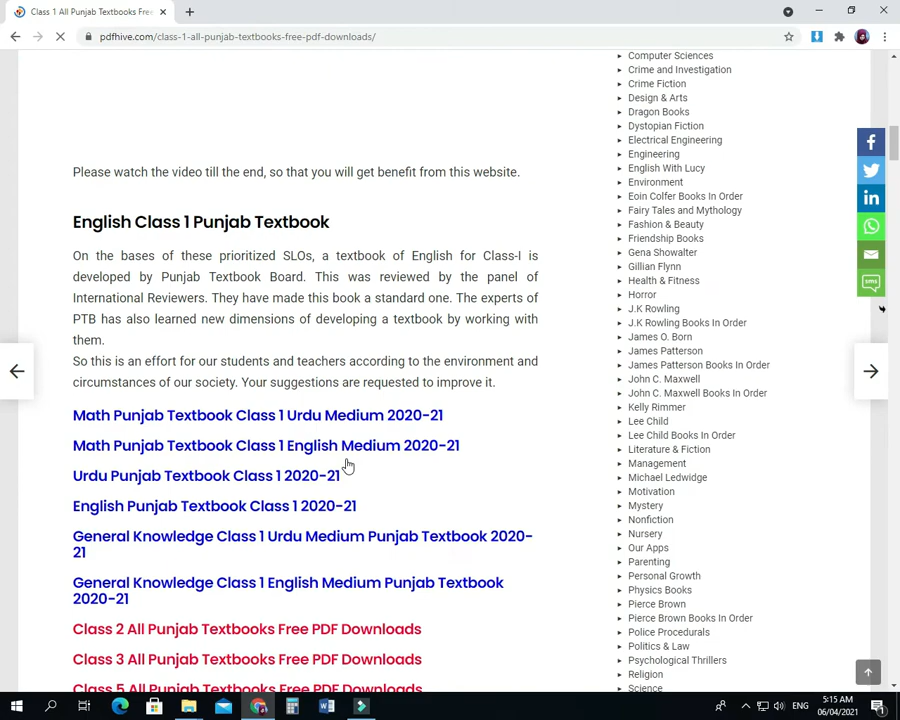 Class 1 All Punjab Textbooks Free
pdfhive.com/class-1-all-punjab-textbooks-free-pdf-downloads/
Please watch the video till the end, so that you will get benefit from this website.
English Class 1 Punjab Textbook
On the bases of these prioritized SLOs, a textbook of English for Class-I is
developed by Punjab Textbook Board. This was reviewed by the panel of
International Reviewers. They have made this book a standard one. The experts of
PTB has also learned new dimensions of developing a textbook by working with
them.
So this is an effort for our students and teachers according to the environment and
circumstances of our society. Your suggestions are requested to improve it.
Math Punjab Textbook Class 1 Urdu Medium 2020-21
Math Punjab Textbook Class 1 English Medium 2020-21
Urdu Punjab Textbook Class 1 2020-21
English Punjab Textbook Class 1 2020-21
General Knowledge Class 1 Urdu Medium Punjab Textbook 2020-
21
General Knowledge Class 1 English Medium Punjab Textbook
2020-21
Class 2 All Punjab Textbooks Free PDF Downloads
Class 3 All Punjab Textbooks Free PDF Downloads
Class 5 All Punjab Textbooks Free PDF Downloads
Computer Sciences
Crime and Investigation
Crime Fiction
Design & Arts
Dragon Books
Dystopian Fiction
Electrical Engineering
Engineering
English With Lucy
Environment
Eoin Colfer Books In Order
Fairy Tales and Mythology
Fashion & Beauty
Friendship Books
Gena Showalter
Gillian Flynn
Health & Fitness
Horror
J.K Rowling
J.K Rowling Books In Order
James O. Born
James Patterson
James Patterson Books In Order
John C. Maxwell
John C. Maxwell Books In Order
Kelly Rimmer
Lee Child
Lee Child Books In Order
Literature & Fiction
Management
Michael Ledwidge
Motivation
Mystery
Nonfiction
Nursery
Our Apps
Parenting
Personal Growth
Physics Books
Pierce Brown
Pierce Brown Books In Order
Police Procedurals
Politics & Law
Psychological Thrillers
Religion
Science
sms
ENG
5:15 AM
06/04/2021